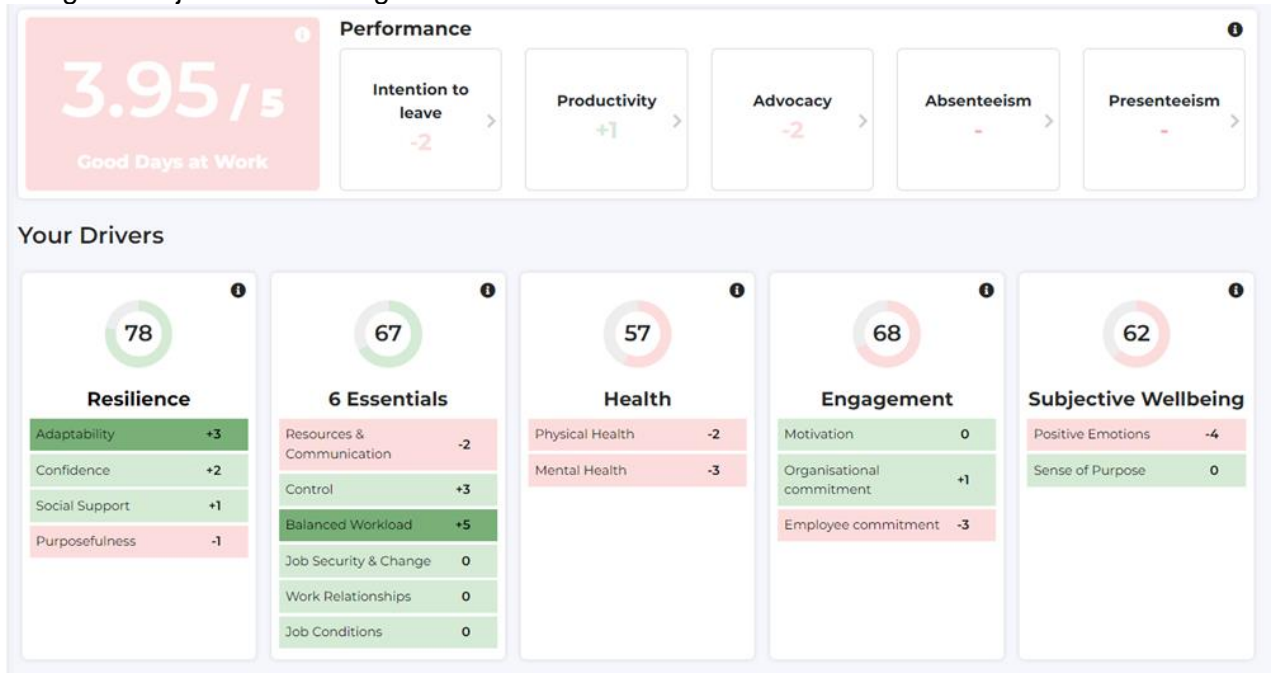 Performance
3.95 / 5
Good Days at Work
Intention to
leave
-2
Productivity
+1
Advocacy
-2
Absenteeism
-
Presenteeism
-
Your Drivers
78
Resilience
Adaptability +3
Confidence +2
Social Support +1
Purposefulness -1
67
6 Essentials
Resources &
Communication -2
Control +3
Balanced Workload +5
Job Security & Change 0
Work Relationships 0
Job Conditions 0
57
Health
Physical Health -2
Mental Health -3
68
Engagement
Motivation 0
Organisational
commitment +1
Employee commitment -3
62
Subjective Wellbeing
Positive Emotions -4
Sense of Purpose 0